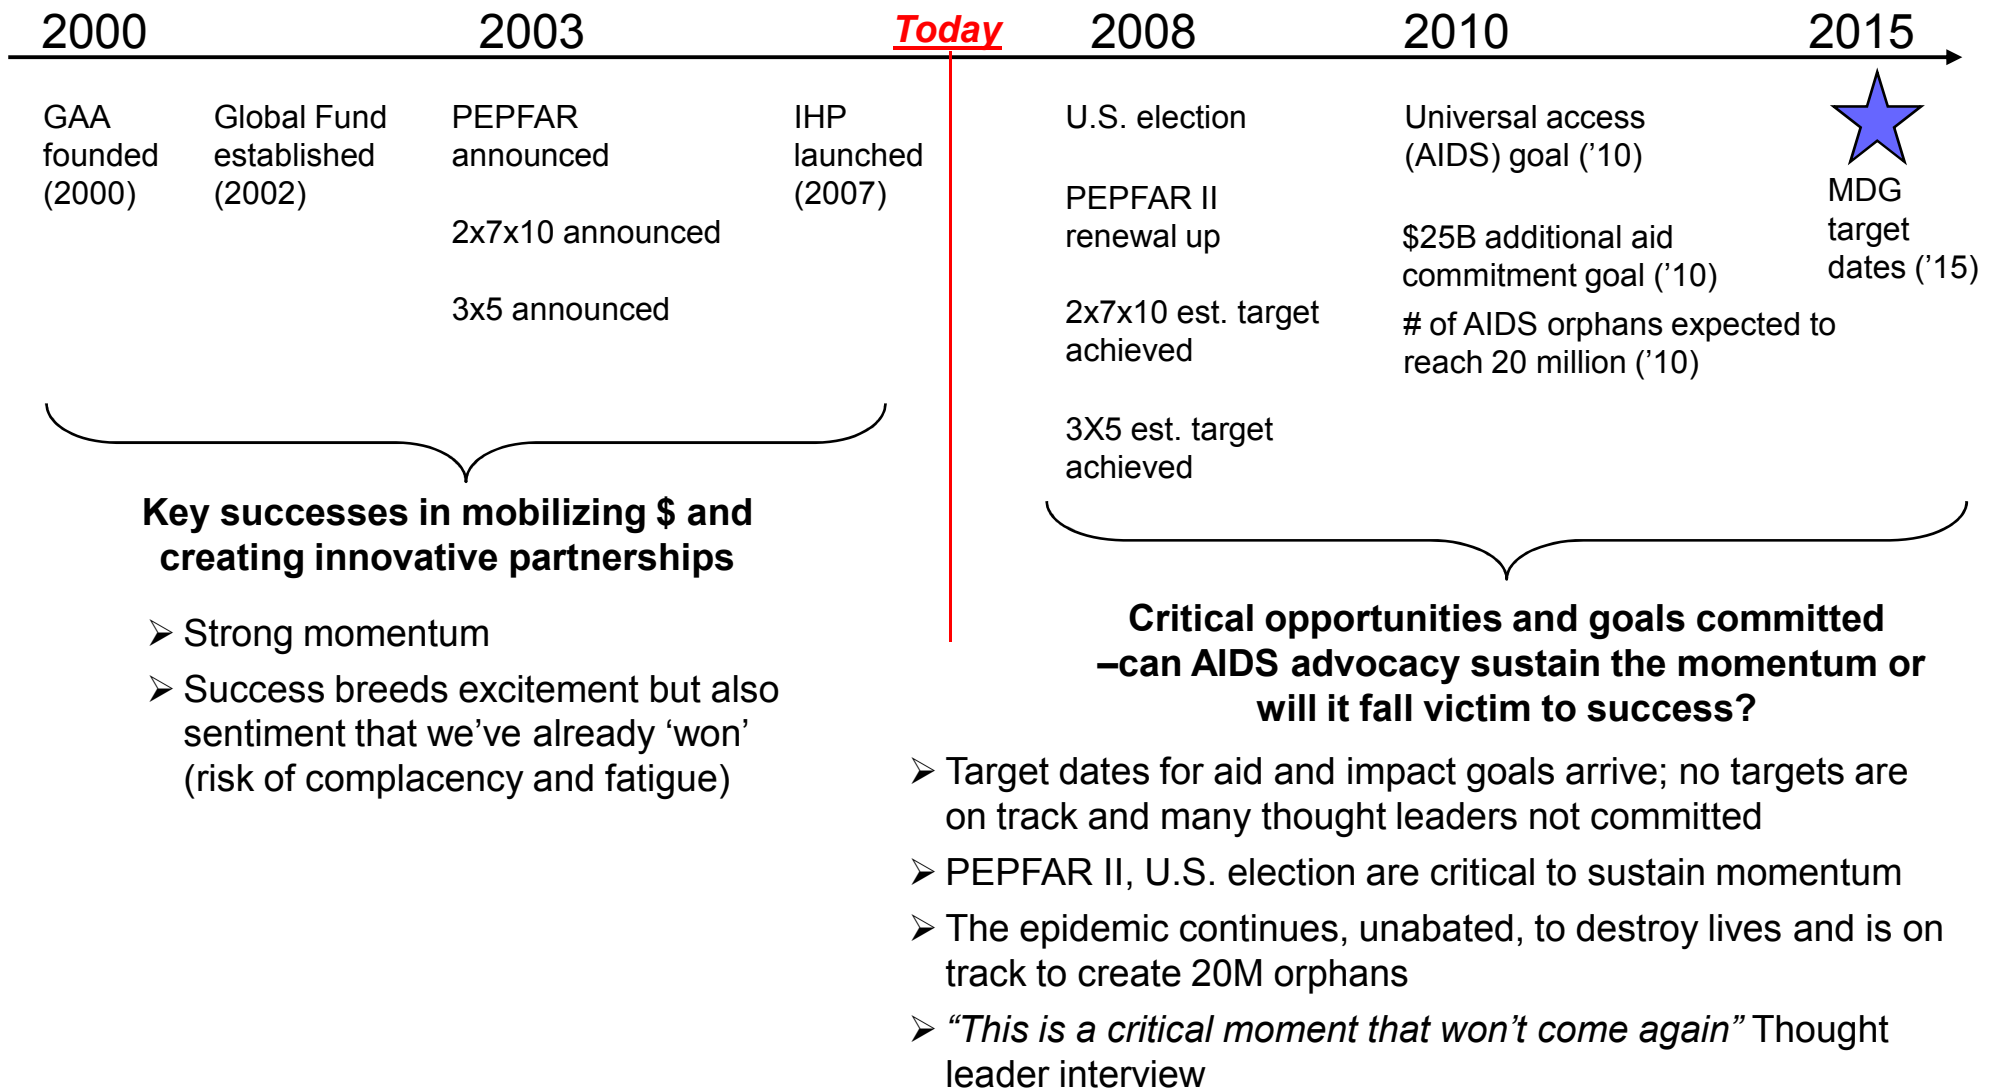 2000
2003
Today
2008
2010
2015
GAA
founded
(2000)
Global Fund
established
(2002)
PEPFAR
announced
2x7x10 announced
3x5 announced
IHP
launched
(2007)
U.S. election
PEPFAR II
renewal up
2x7x10 est. target
achieved
3X5 est. target
achieved
Universal access
(AIDS) goal (’10)
$25B additional aid
commitment goal (’10)
# of AIDS orphans expected to
reach 20 million (’10)
MDG
target
dates (’15)
Key successes in mobilizing $ and
creating innovative partnerships
➢ Strong momentum
➢ Success breeds excitement but also
sentiment that we’ve already ‘won’
(risk of complacency and fatigue)
Critical opportunities and goals committed
–can AIDS advocacy sustain the momentum or
will it fall victim to success?
➢ Target dates for aid and impact goals arrive; no targets are
on track and many thought leaders not committed
➢ PEPFAR II, U.S. election are critical to sustain momentum
➢ The epidemic continues, unabated, to destroy lives and is on
track to create 20M orphans
➢ “This is a critical moment that won’t come again” Thought
leader interview